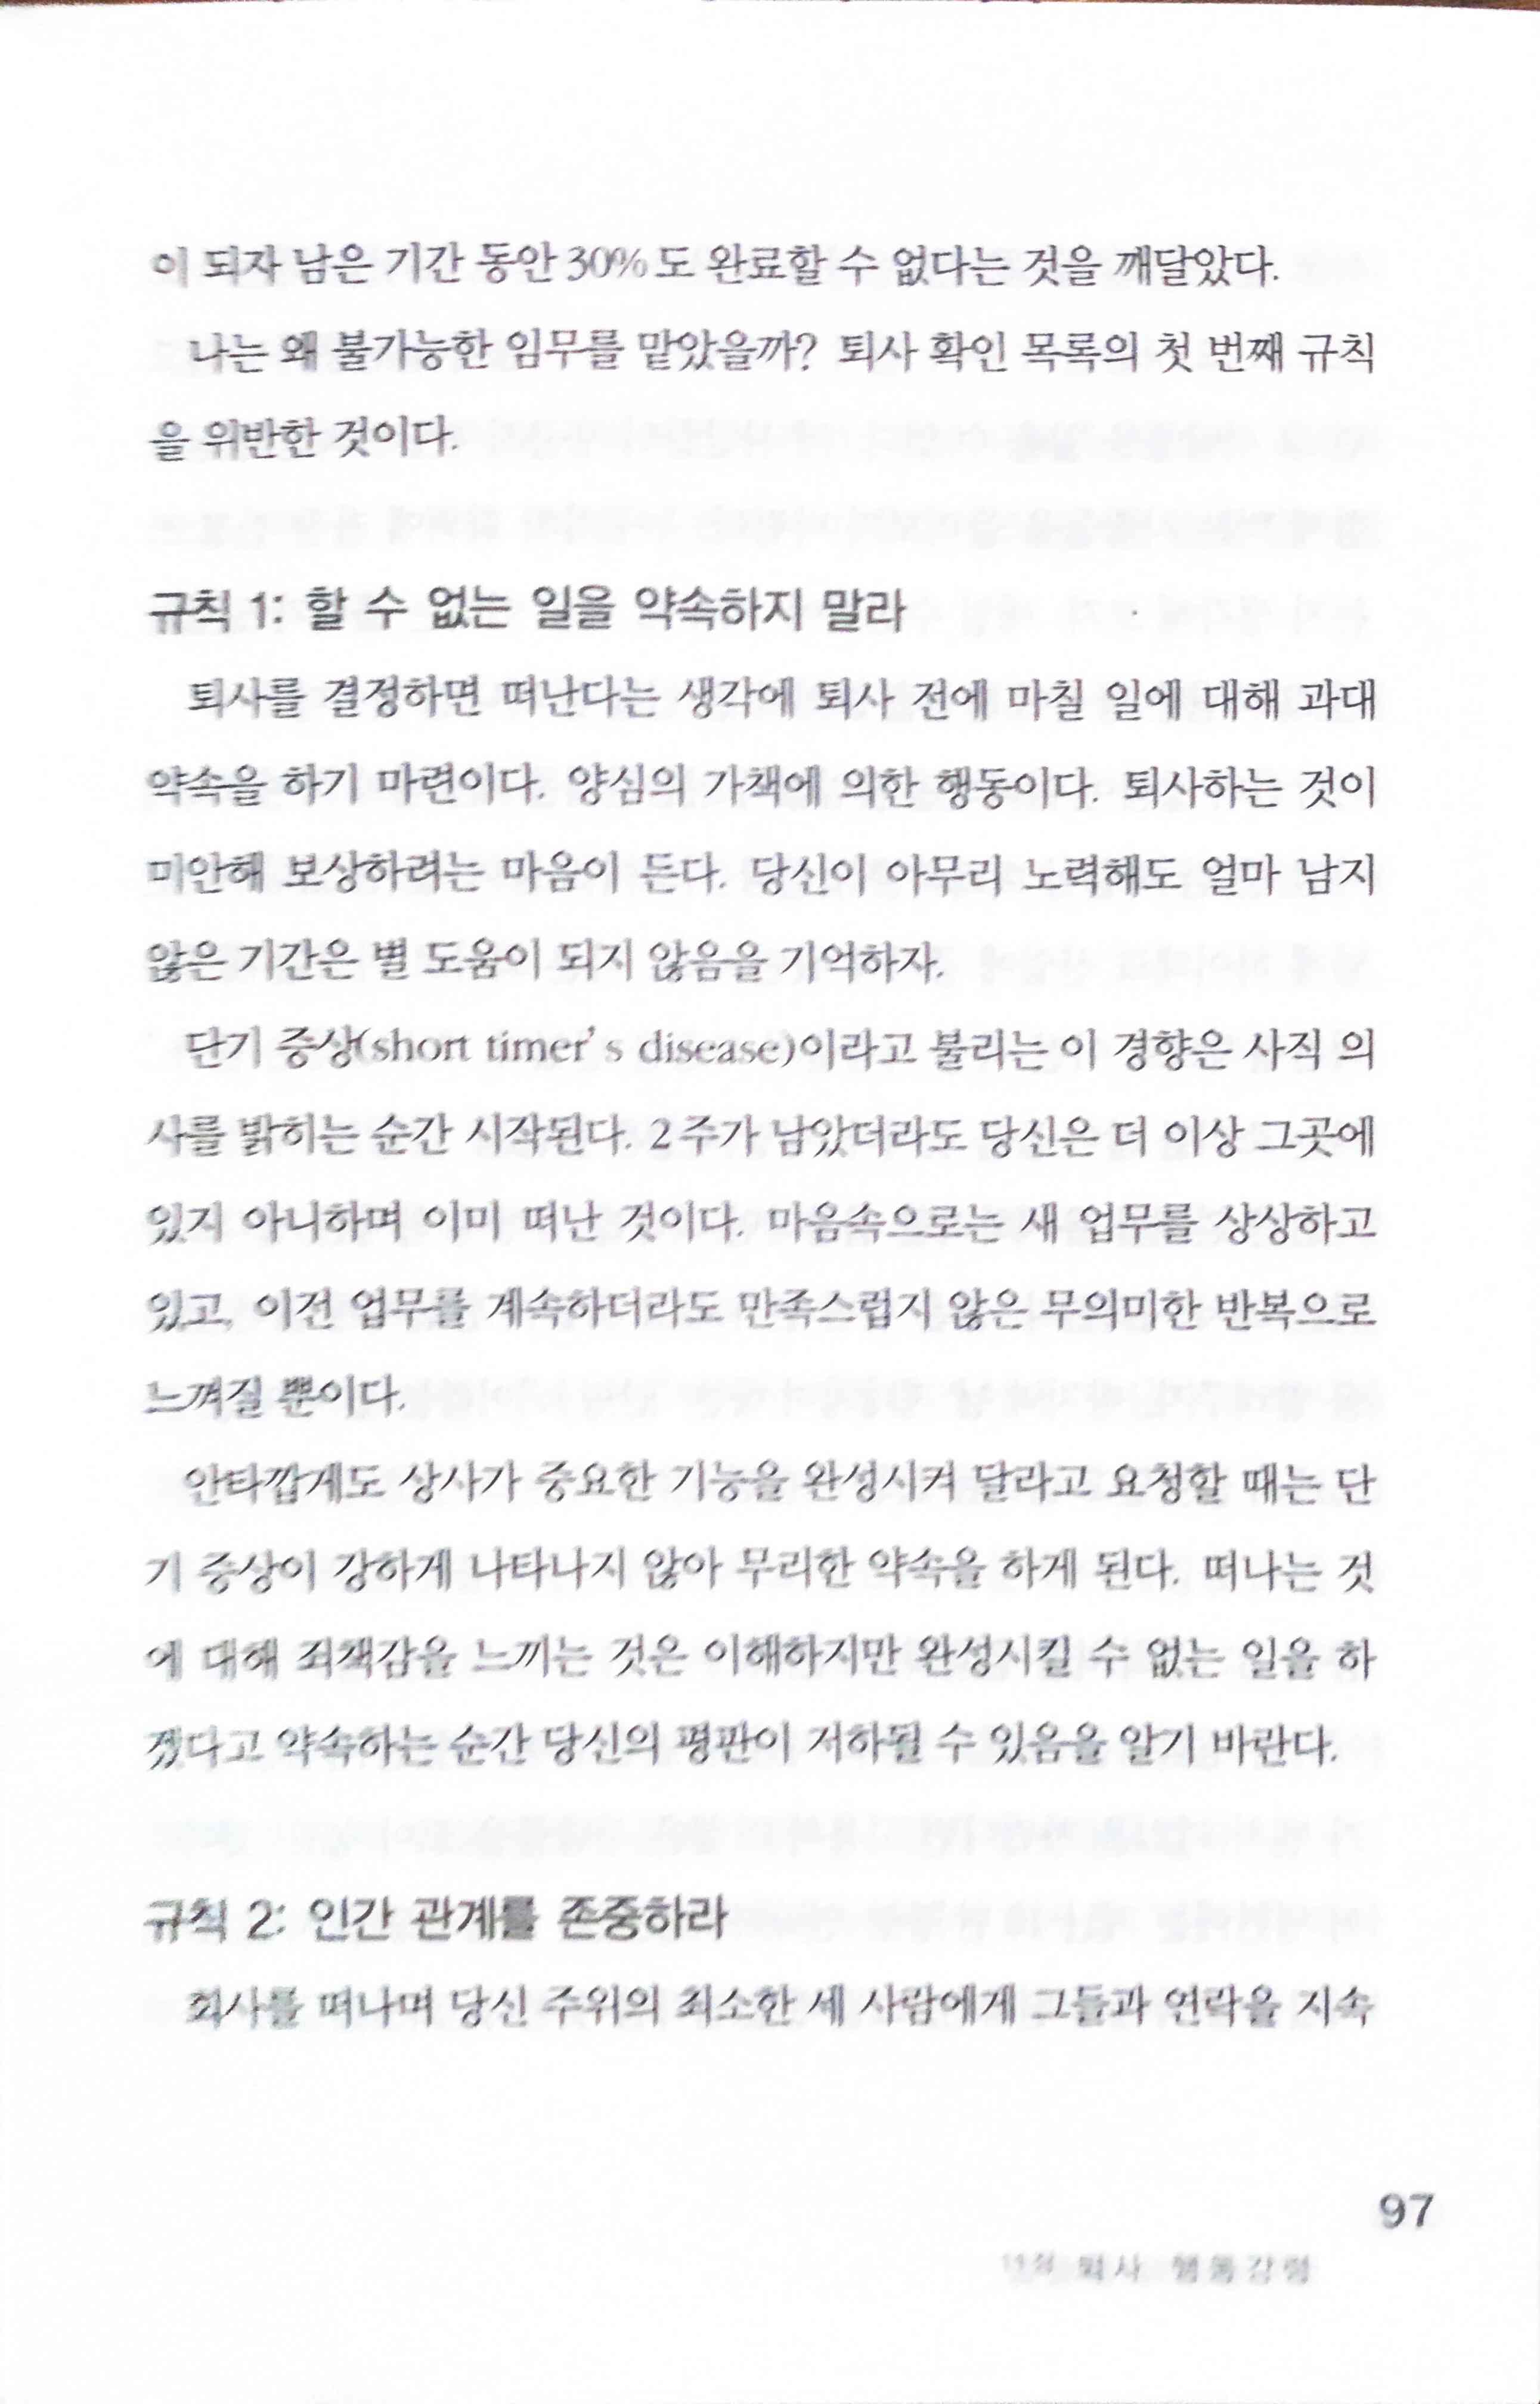 이 되자 남은 기간 동안 30%도 완료할 수 없다는 것을 깨달았다.
나는 왜 불가능한 임무를 맡았을까? 퇴사 확인 목록의 첫 번째 규칙
을 위반한 것이다.
규칙 1: 할 수 없는 일을 약속하지 말라
퇴사를 결정하면 떠난다는 생각에 퇴사 전에 마칠 일에 대해 과대
약속을 하기 마련이다. 양심의 가책에 의한 행동이다. 퇴사하는 것이
미안해 보상하려는 마음이 든다. 당신이 아무리 노력해도 얼마 남지
않은 기간은 별 도움이 되지 않음을 기억하자.
단기 증상(short timer's disease)이라고 불리는 이 경향은 사직 의
사를 밝히는 순간 시작된다. 2주가 남았더라도 당신은 더 이상 그곳에
있지 아니하며 이미 떠난 것이다. 마음속으로는 새 업무를 상상하고
있고, 이전 업무를 계속하더라도 만족스럽지 않은 무의미한 반복으로
느껴질 뿐이다.
안타깝게도 상사가 중요한 기능을 완성시켜 달라고 요청할 때는 단
기 증상이 강하게 나타나지 않아 무리한 약속을 하게 된다. 떠나는 것
에 대해 죄책감을 느끼는 것은 이해하지만 완성시킬 수 없는 일을 하
겠다고 약속하는 순간 당신의 평판이 저하될 수 있음을 알기 바란다.
규칙 2: 인간 관계를 존중하라
회사를 떠나며 당신 주위의 최소한 세 사람에게 그들과 연락을 지속
97
11장 퇴사 행동강령